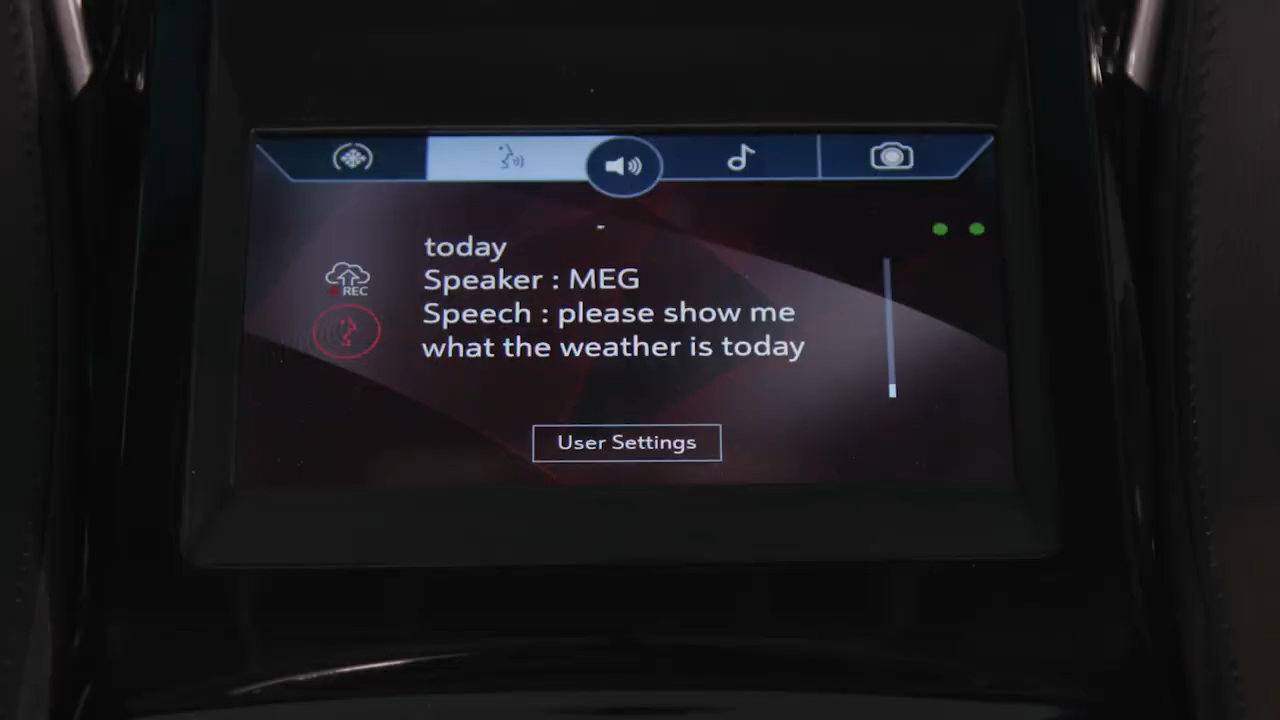 today
Speaker : MEG
REC
Speech : please show me
what the weather is today
User Settings